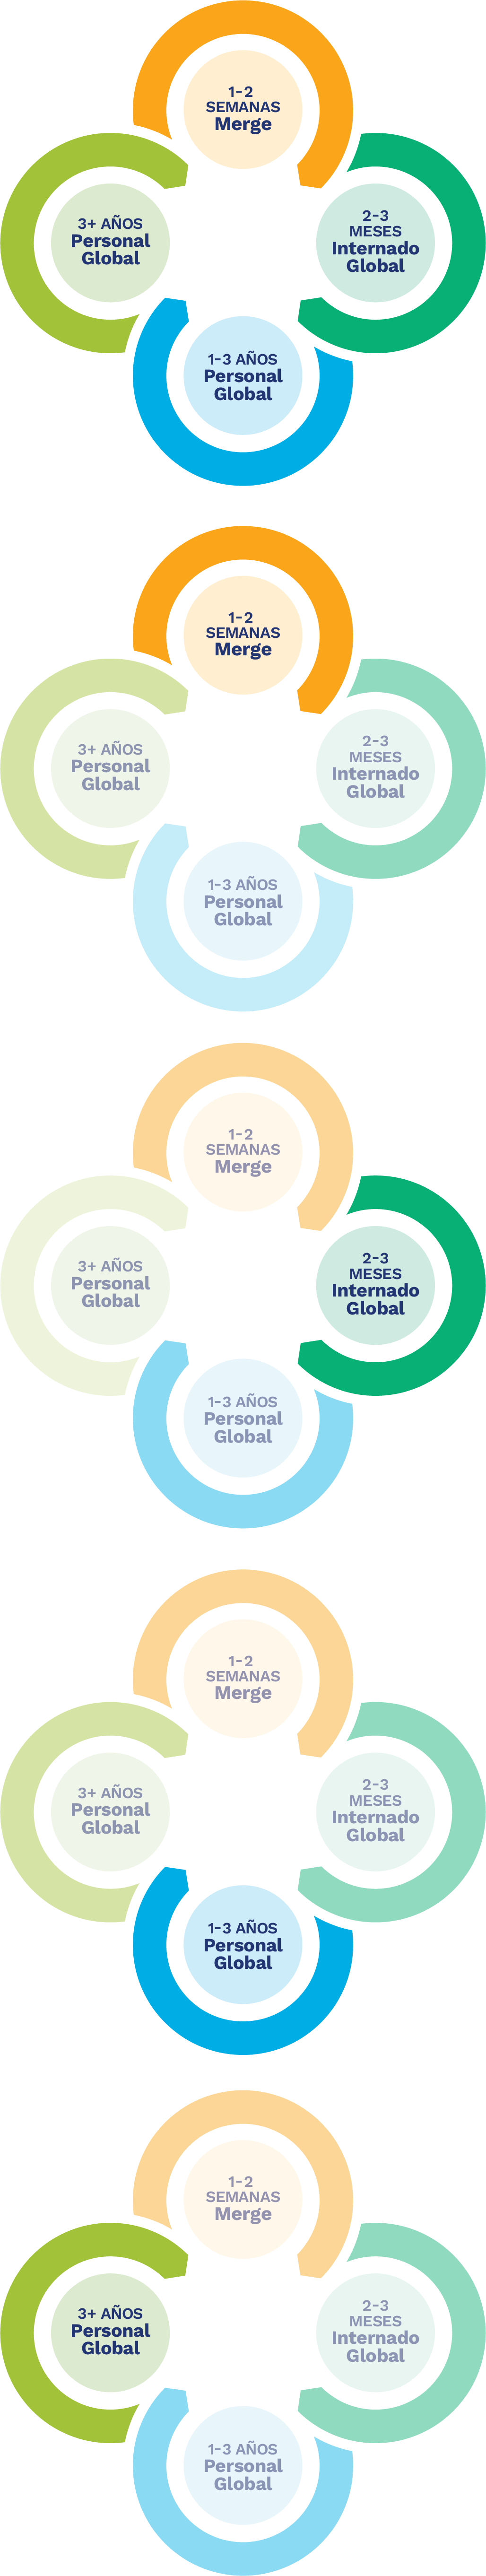 1-2
SEMANAS
Merge
3+ AÑOS
Personal
Global
2-3
MESES
Internado
Global
1-3 AÑOS
Personal
Global
1-2
SEMANAS
Merge
3+ AÑOS
Personal
Global
2-3
MESES
Internado
Global
1-3 AÑOS
Personal
Global
1-2
SEMANAS
Merge
3+ AÑOS
Personal
Global
2-3
MESES
Internado
Global
1-3 AÑOS
Personal
Global
1-2
SEMANAS
Merge
3+ AÑOS
Personal
Global
2-3
MESES
Internado
Global
1-3 AÑOS
Personal
Global
1-2
SEMANAS
Merge
3+ AÑOS
Personal
Global
2-3
MESES
Internado
Global
1-3 AÑOS
Personal
Global